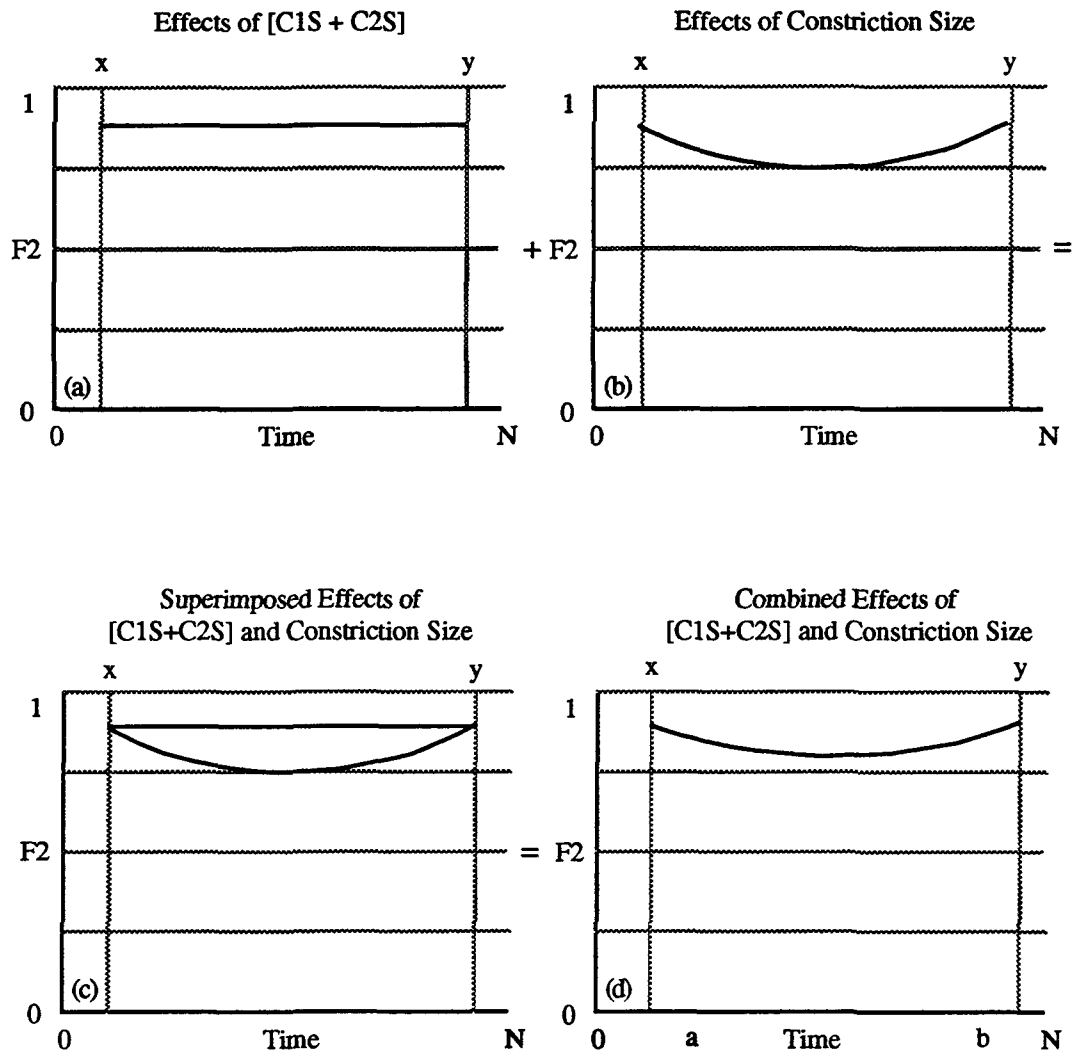 Effects of [C1S + C2S]
x y
1
F2
(a)
0
0 Time N
Effects of Constriction Size
x y
1
+ F2 =
(b)
0
0 Time N
Superimposed Effects of
[C1S+C2S] and Constriction Size
x y
1
F2
(c)
0
0 Time N
Combined Effects of
[C1S+C2S] and Constriction Size
x y
1
= F2
(d)
0
0 a Time b N